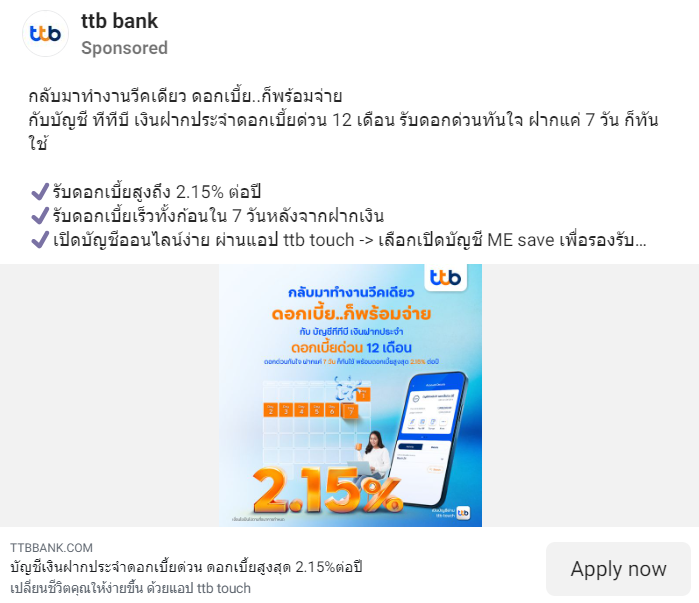 ttb bank
Sponsored
กลับมาทำงานวีคเดียว ดอกเบี้ย..ก็พร้อมจ่าย
กับบัญชี ทีทีบี เงินฝากประจำดอกเบี้ยด่วน 12 เดือน รับดอกด่วนทันใจ ฝากแค่ 7 วัน ก็ทัน
ใช้
รับดอกเบี้ยสูงถึง 2.15% ต่อปี
รับดอกเบี้ยเร็วทั้งก้อนใน 7 วันหลังจากฝากเงิน
เปิดบัญชีออนไลน์ง่าย ผ่านแอป ttb touch -> เลือกเปิดบัญชี ME save เพื่อรองรับ...
ttb
กลับมาทำงานวีคเดียว
ดอกเบี้ย..ก็พร้อมจ่าย
กับ บัญชีทีทีบี เงินฝากประจำ
ดอกเบี้ยด่วน 12 เดือน
ดอกด่วนทันใจ ฝากแค่ 7 วัน ก็ทันใช้ พร้อมดอกเบี้ยสูงสุด 2.15% ต่อปี
2 3 4 5 6 7
2.15%
ttb
TTBBANK.COM
บัญชีเงินฝากประจำดอกเบี้ยด่วน ดอกเบี้ยสูงสุด 2.15%ต่อปี
เปลี่ยนชีวิตคุณให้ง่ายขึ้น ด้วยแอป ttb touch
Apply now